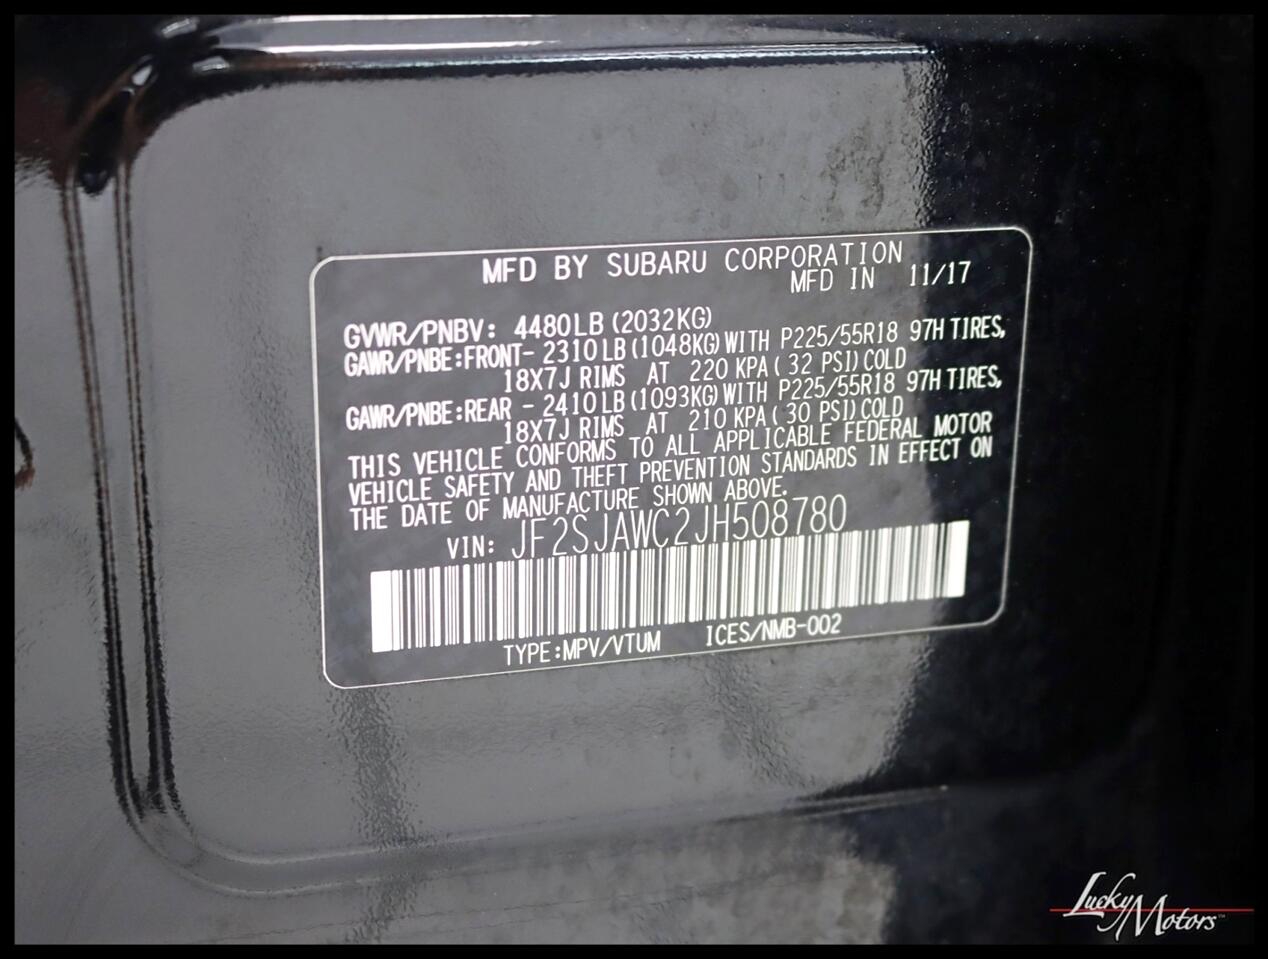 MFD BY SUBARU CORPORATION
MFD IN 11/17
GVWR/PNBV: 4480LB (2032KG)
GAWR/PNBE:FRONT- 2310LB (1048KG) WITH P225/55R18 97H TIRES,
18X7J RIMS AT 220 KPA ( 32 PSI) COLD
GAWR/PNBE:REAR - 2410LB (1093KG) WITH P225/55R18 97H TIRES,
18X7J RIMS AT 210 KPA ( 30 PSI) COLD
THIS VEHICLE CONFORMS TO ALL APPLICABLE FEDERAL MOTOR
VEHICLE SAFETY AND THEFT PREVENTION STANDARDS IN EFFECT ON
THE DATE OF MANUFACTURE SHOWN ABOVE.
VIN: JF2SJAWC2JH508780
TYPE:MPV/VTUM ICES/NMB-002
Lucky Motors™